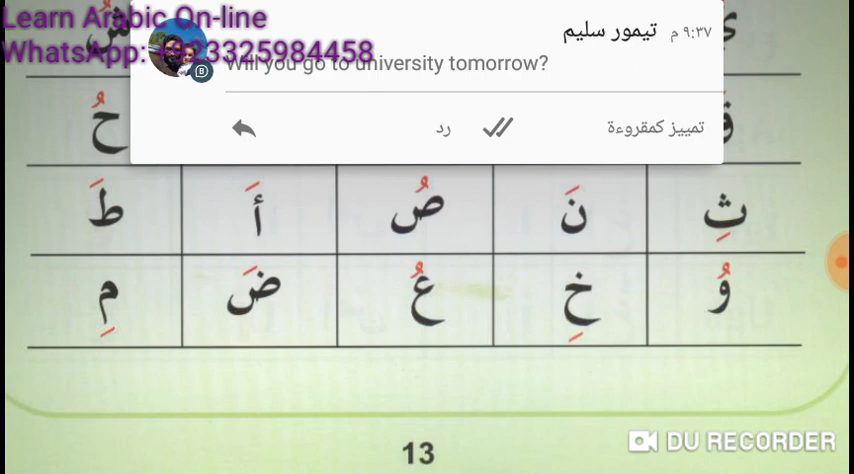 Learn Arabic On-line
WhatsApp: +923325984458
تيمور سليم ٩:٣٧ م
Will you go to university tomorrow?
تمييز كمقروءة رد
حُ
ثِ نَ صُ أَ طَ
وُ خِ عُ ضَ مِ
13
DU RECORDER